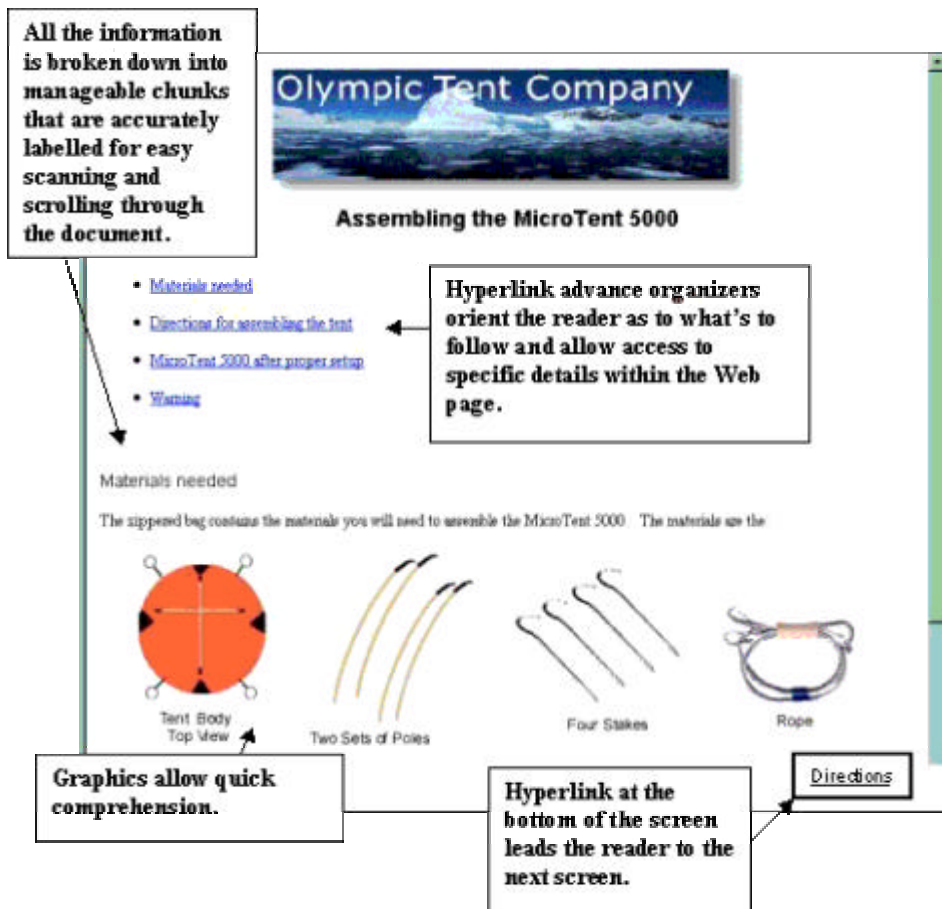 All the information
is broken down into
manageable chunks
that are accurately
labelled for easy
scanning and
scrolling through
the document.
Olympic Tent Company
Assembling the MicroTent 5000
• Materials needed
• Directions for assembling the tent
• MicroTent 5000 after proper setup
• Warning
Hyperlink advance organizers
orient the reader as to what's to
follow and allow access to
specific details within the Web
page.
Materials needed
The zippered bag contains the materials you will need to assemble the MicroTent 5000 The materials are the
Tent Body
Top View
Two Sets of Poles
Four Stakes
Rope
Graphics allow quick
comprehension.
Hyperlink at the
bottom of the screen
leads the reader to the
next screen.
Directions